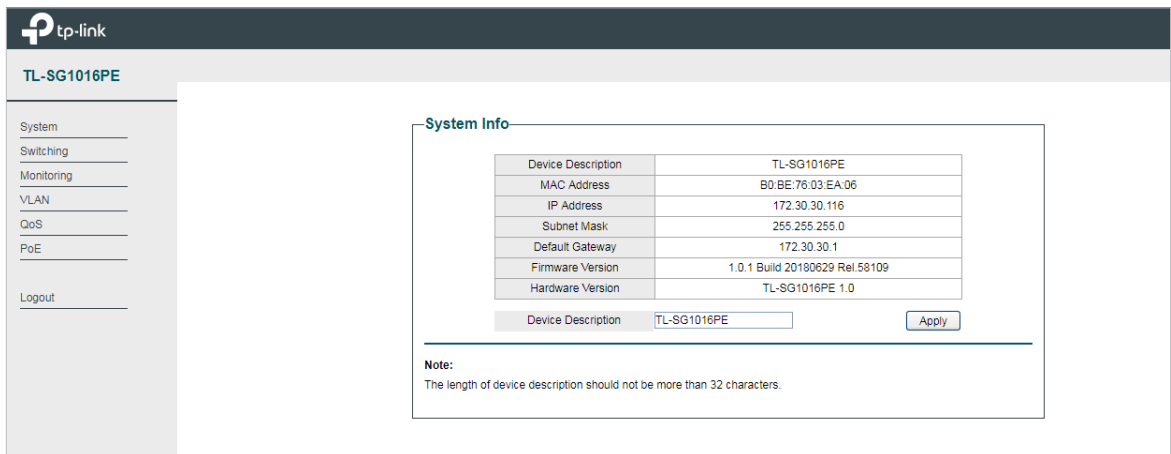 tp-link
TL-SG1016PE
System
Switching
Monitoring
VLAN
QoS
PoE
Logout
System Info
Device Description TL-SG1016PE
MAC Address B0:BE:76:03:EA:06
IP Address 172.30.30.116
Subnet Mask 255.255.255.0
Default Gateway 172.30.30.1
Firmware Version 1.0.1 Build 20180629 Rel.58109
Hardware Version TL-SG1016PE 1.0
Device Description TL-SG1016PE Apply
Note:
The length of device description should not be more than 32 characters.